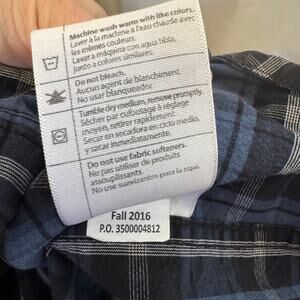 Machine wash warm with like colors.
Laver à la machine à l'eau chaude avec
les mêmes couleurs.
Lavar a máquina con agua tibia,
junto a colores similares.
Do not bleach.
Aucun agent de blanchiment.
No usar blanqueador.
Tumble dry medium, remove promptly.
Sécher par culbutage à réglage
moyen, retirer rapidement
Secar en secadora en ciclo medio,
y sacar inmediatamente.
Do not use fabric softeners.
Ne pas utiliser de produits
assouplissants.
No use suavizantes para la ropa.
Fall 2016
P.O. 3500004812